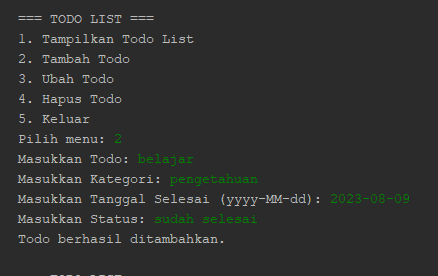 === TODO LIST ===
1. Tampilkan Todo List
2. Tambah Todo
3. Ubah Todo
4. Hapus Todo
5. Keluar
Pilih menu: 2
Masukkan Todo: belajar
Masukkan Kategori: pengetahuan
Masukkan Tanggal Selesai (yyyy-MM-dd): 2023-08-09
Masukkan Status: sudah selesai
Todo berhasil ditambahkan.